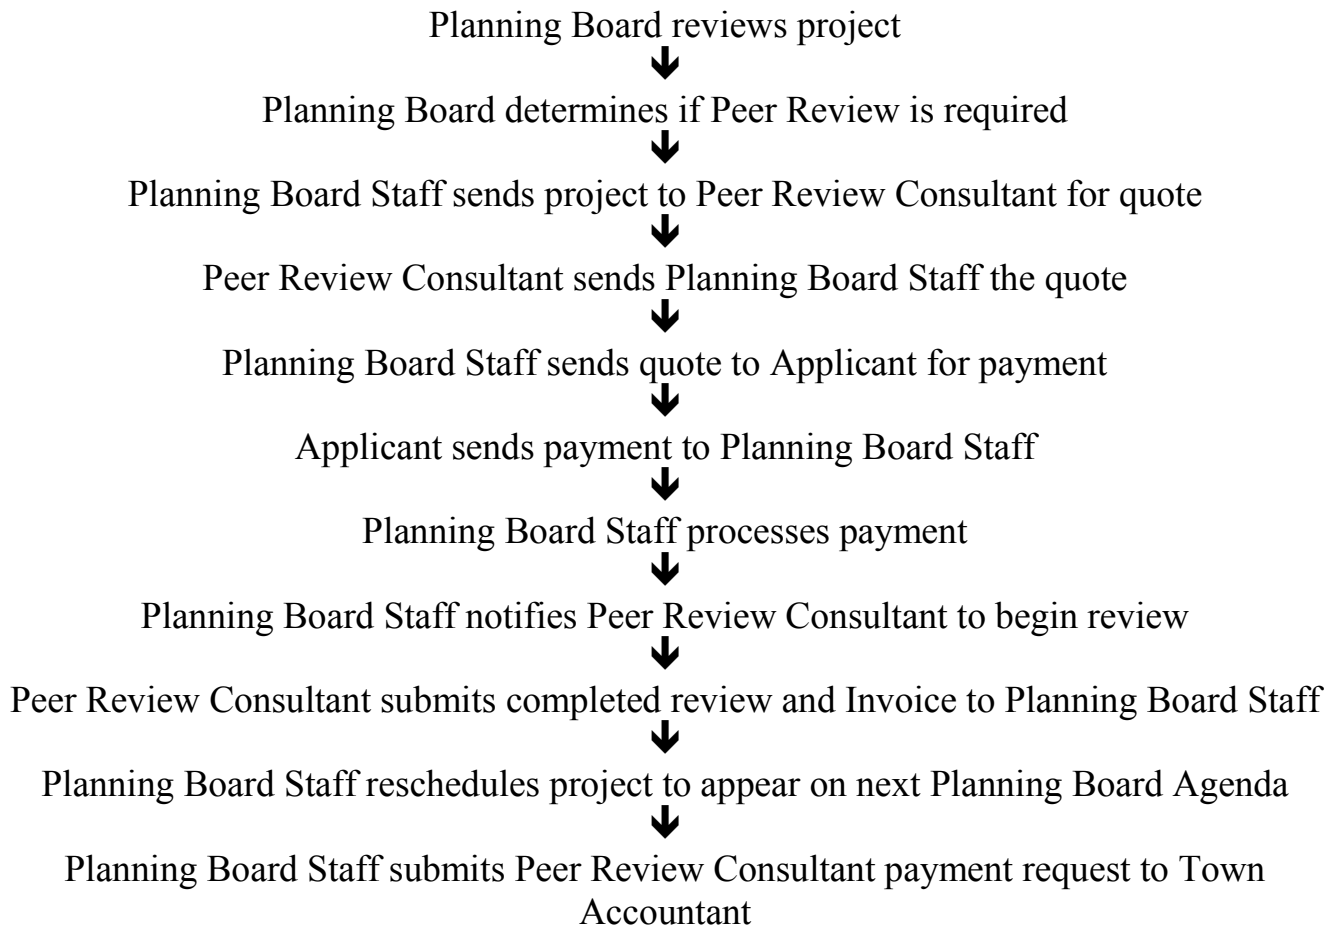 Planning Board reviews project
Planning Board determines if Peer Review is required
Planning Board Staff sends project to Peer Review Consultant for quote
Peer Review Consultant sends Planning Board Staff the quote
Planning Board Staff sends quote to Applicant for payment
Applicant sends payment to Planning Board Staff
Planning Board Staff processes payment
Planning Board Staff notifies Peer Review Consultant to begin review
Peer Review Consultant submits completed review and Invoice to Planning Board Staff
Planning Board Staff reschedules project to appear on next Planning Board Agenda
Planning Board Staff submits Peer Review Consultant payment request to Town
Accountant